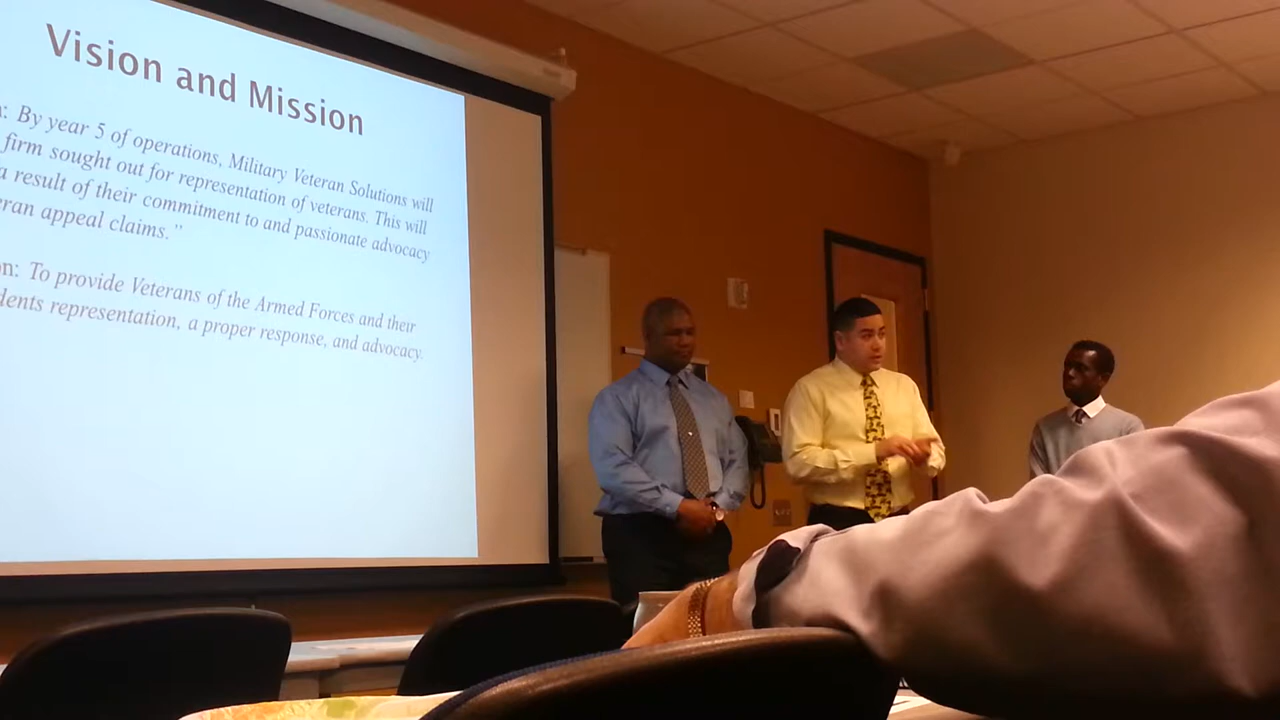 Vision and Mission
: By year 5 of operations, Military Veteran Solutions will
firm sought out for representation of veterans. This will
a result of their commitment to and passionate advocacy
eran appeal claims.”
on: To provide Veterans of the Armed Forces and their
dents representation, a proper response, and advocacy.